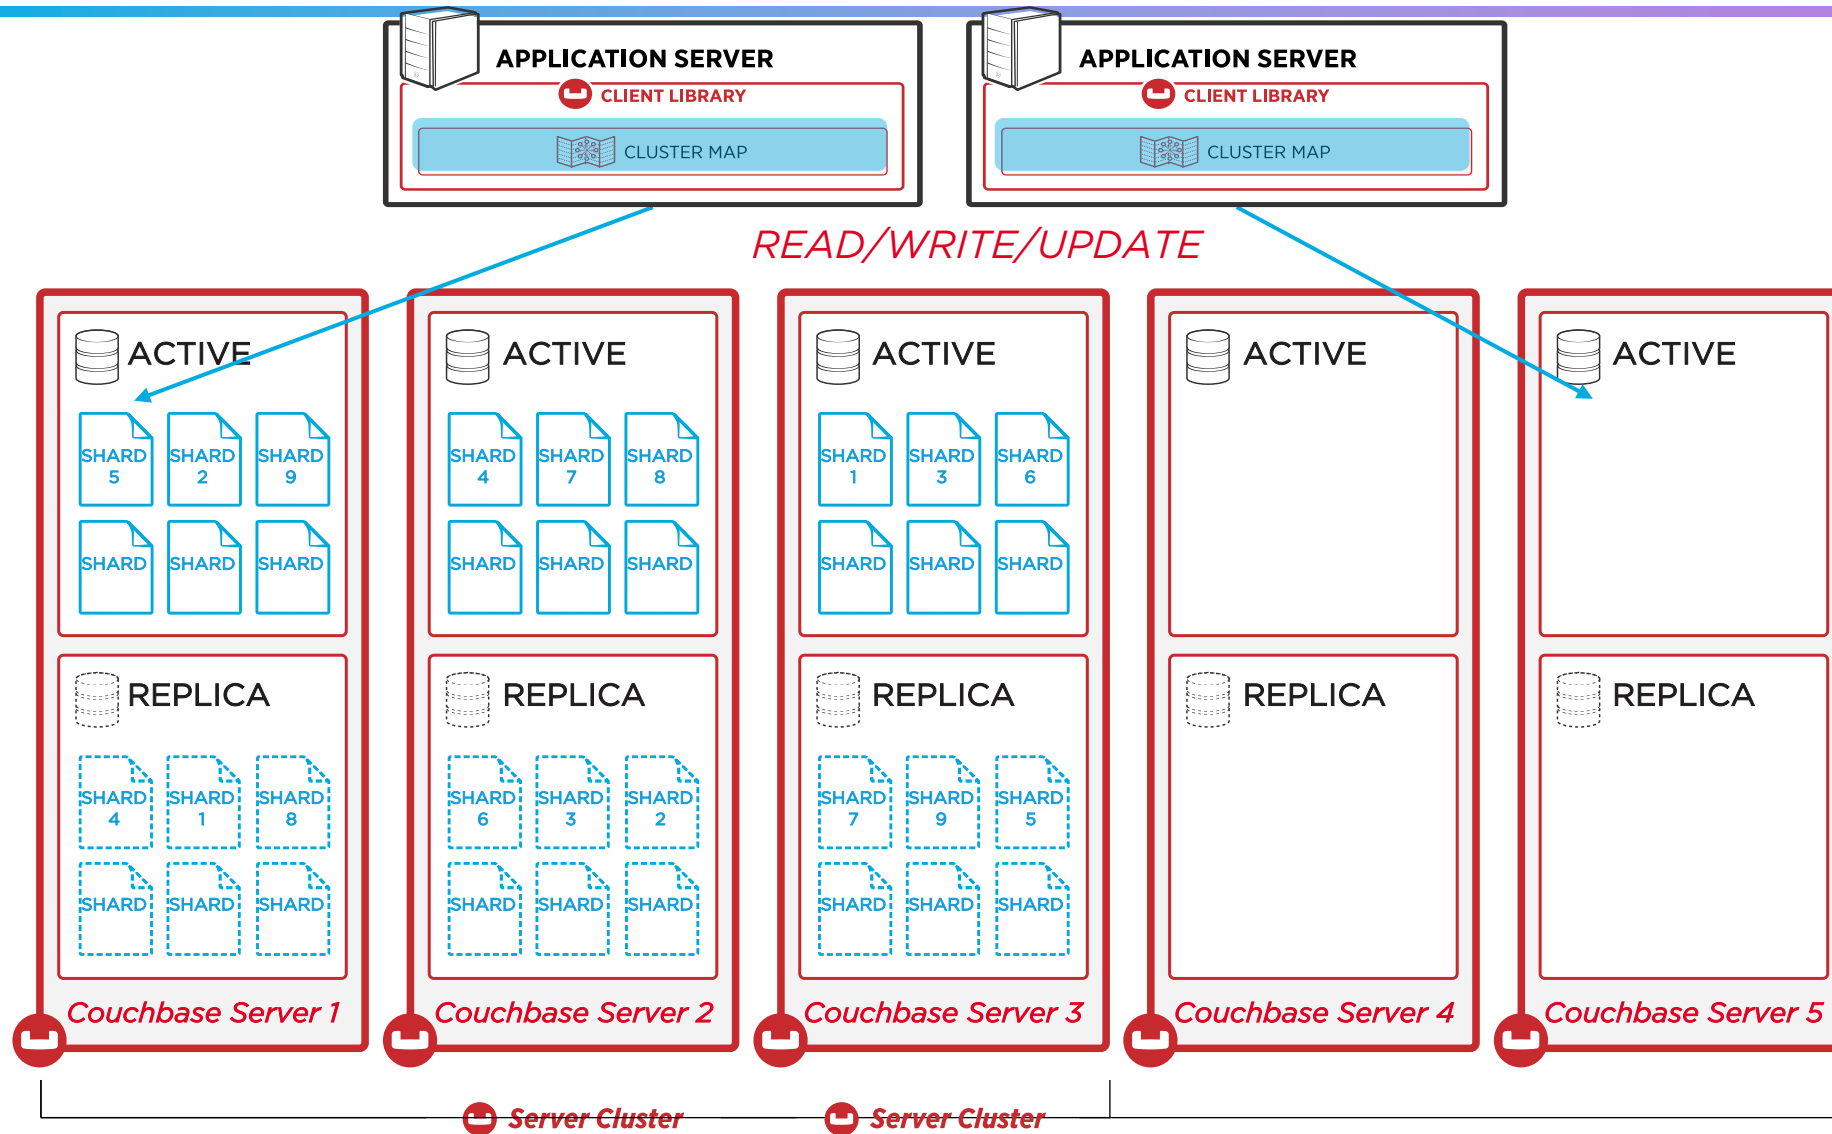 APPLICATION SERVER
CLIENT LIBRARY
CLUSTER MAP
APPLICATION SERVER
CLIENT LIBRARY
CLUSTER MAP
READ/WRITE/UPDATE
ACTIVE
SHARD 5
SHARD 2
SHARD 9
SHARD
SHARD
SHARD
REPLICA
SHARD 4
SHARD 1
SHARD 8
SHARD
SHARD
SHARD
Couchbase Server 1
ACTIVE
SHARD 4
SHARD 7
SHARD 8
SHARD
SHARD
SHARD
REPLICA
SHARD 6
SHARD 3
SHARD 2
SHARD
SHARD
SHARD
Couchbase Server 2
ACTIVE
SHARD 1
SHARD 3
SHARD 6
SHARD
SHARD
SHARD
REPLICA
SHARD 7
SHARD 9
SHARD 5
SHARD
SHARD
SHARD
Couchbase Server 3
ACTIVE
REPLICA
Couchbase Server 4
ACTIVE
REPLICA
Couchbase Server 5
Server Cluster
Server Cluster